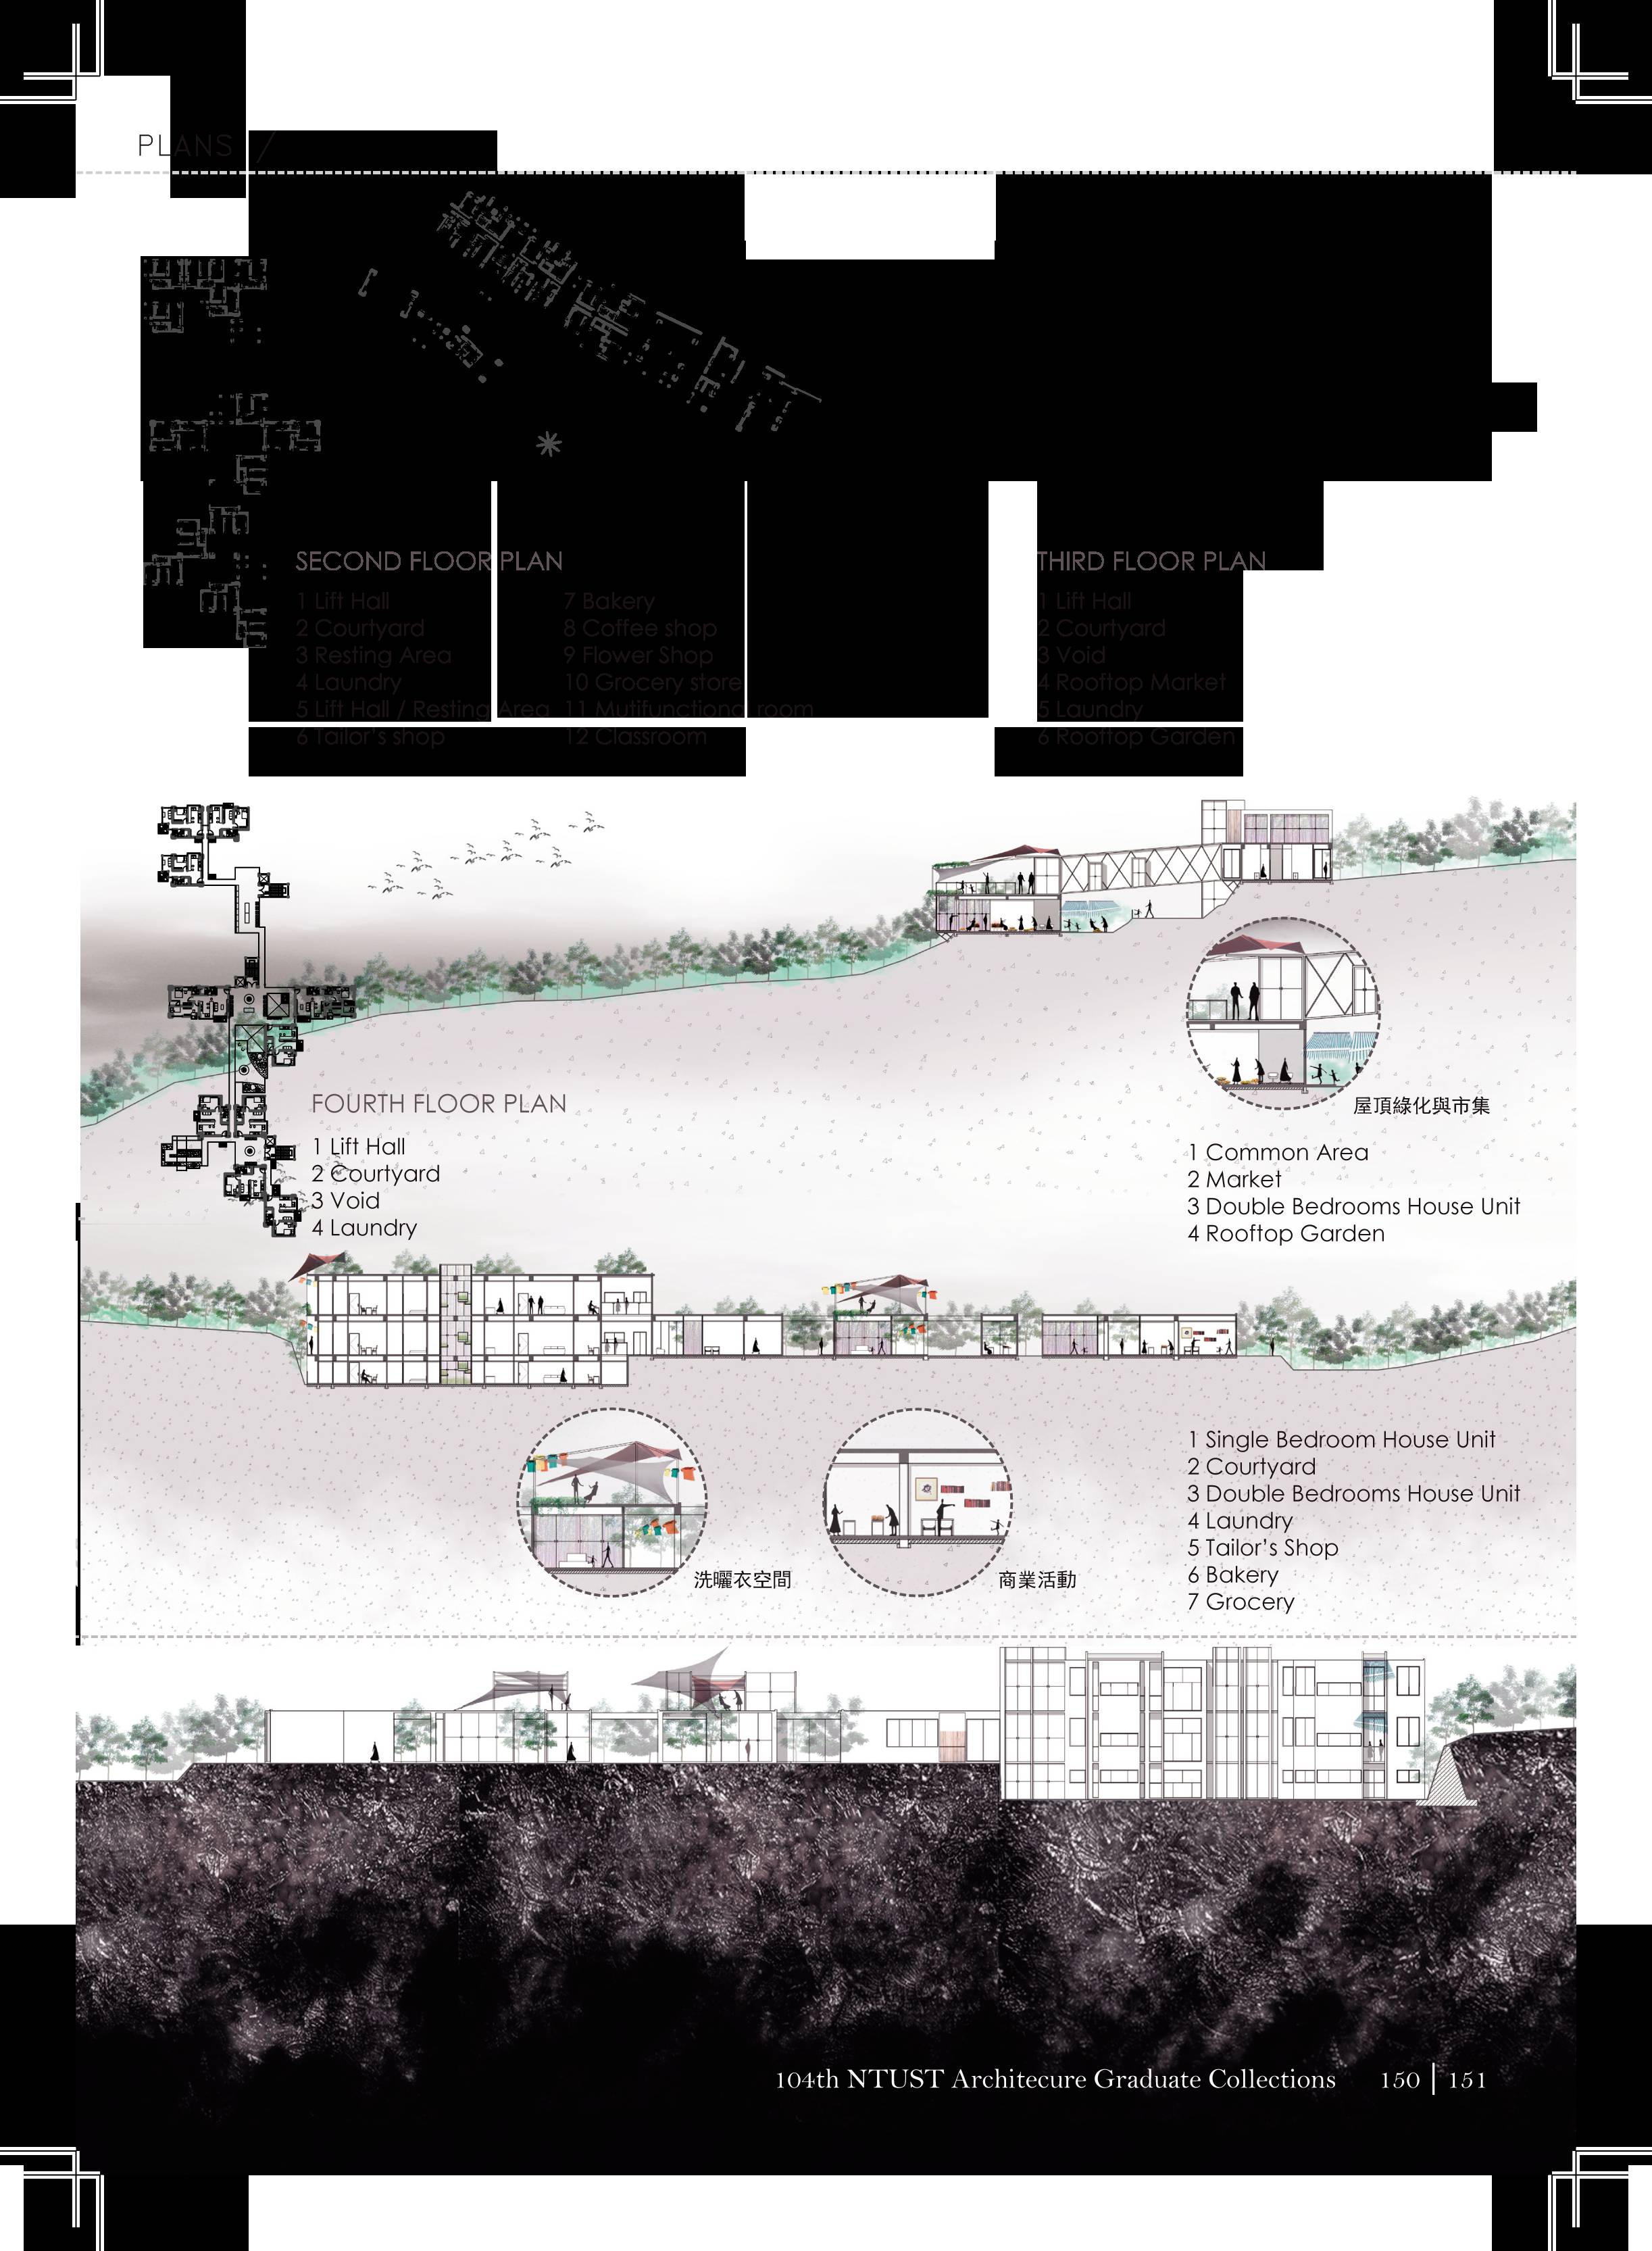 PLANS /
SECOND FLOOR PLAN
1 Lift Hall
2 Courtyard
3 Resting Area
4 Laundry
5 Lift Hall / Resting Area
6 Tailor's shop
7 Bakery
8 Coffee shop
9 Flower Shop
10 Grocery store
11 Mutifunctional room
12 Classroom
THIRD FLOOR PLAN
1 Lift Hall
2 Courtyard
3 Void
4 Rooftop Market
5 Laundry
6 Rooftop Garden
FOURTH FLOOR PLAN
1 Lift Hall
2 Courtyard
3 Void
4 Laundry
屋頂綠化與市集
1 Common Area
2 Market
3 Double Bedrooms House Unit
4 Rooftop Garden
洗曬衣空間
商業活動
1 Single Bedroom House Unit
2 Courtyard
3 Double Bedrooms House Unit
4 Laundry
5 Tailor's Shop
6 Bakery
7 Grocery
104th NTUST Architecure Graduate Collections 150 | 151